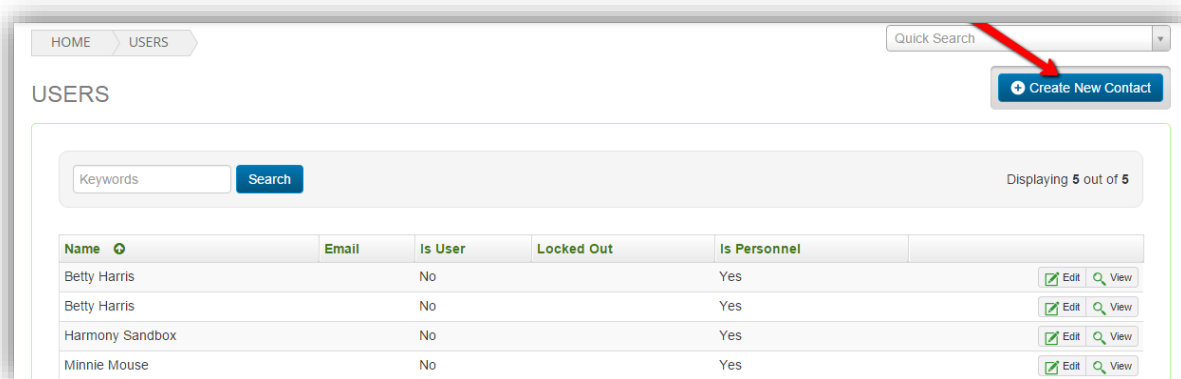 HOME USERS Quick Search
USERS Create New Contact
Keywords Search Displaying 5 out of 5
Name Email Is User Locked Out Is Personnel
Betty Harris No Yes Edit View
Betty Harris No Yes Edit View
Harmony Sandbox No Yes Edit View
Minnie Mouse No Yes Edit View